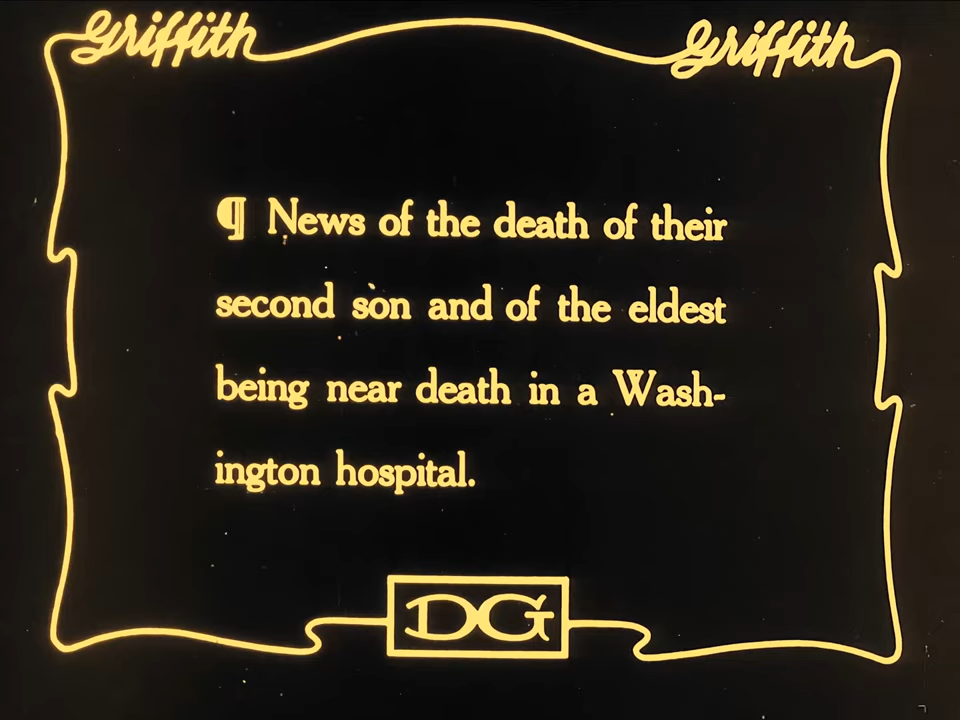 Griffith Griffith
¶ News of the death of their
second son and of the eldest
being near death in a Wash-
ington hospital.
DG